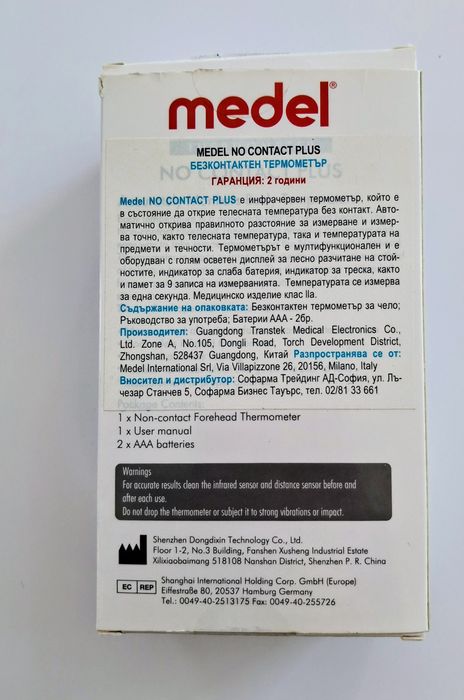 medel®
MEDEL NO CONTACT PLUS
БЕЗКОНТАКТЕН ТЕРМОМЕТЪР
NO CONTACT PLUS
ГАРАНЦИЯ: 2 години
Medel NO CONTACT PLUS е инфрачервен термометър, който е
в състояние да открие телесната температура без контакт. Авто-
матично открива правилното разстояние за измерване и измер-
ва точно, както телесната температура, така и температурата на
предмети и течности. Термометърът е мултифункционален и е
оборудван с голям осветен дисплей за лесно разчитане на стой-
ностите, индикатор за слаба батерия, индикатор за треска, както
и памет за 9 записа на измерванията. Температурата се измерва
за една секунда. Медицинско изделие клас IIa.
Съдържание на опаковката: Безконтактен термометър за чело;
Ръководство за употреба; Батерии ААА - 2бр.
Производител: Guangdong Transtek Medical Electronics Co.,
Ltd. Zone A, No.105, Dongli Road, Torch Development District,
Zhongshan, 528437 Guangdong, Китай Разпространява се от:
Medel International Srl, Via Villapizzone 26, 20156, Milano, Italy
Вносител и дистрибутор: Софарма Трейдинг АД-София, ул. Лъ-
чезар Станчев 5, Софарма Бизнес Тауърс, тел. 02/81 33 661
Package Contents:
1 x Non-contact Forehead Thermometer
1 x User manual
2 x AAA batteries
Warnings
For accurate results clean the infrared sensor and distance sensor before and
after each use.
Do not drop the thermometer or subject it to strong vibrations or impact.
Shenzhen Dongdixin Technology Co., Ltd.
Floor 1-2, No.3 Building, Fanshen Xusheng Industrial Estate
Xilixiaobaimang 518108 Nanshan District, Shenzhen P. R. China
EC REP
Shanghai International Holding Corp. GmbH (Europe)
Eiffestraße 80, 20537 Hamburg Germany
Tel.: 0049-40-2513175 Fax: 0049-40-255726